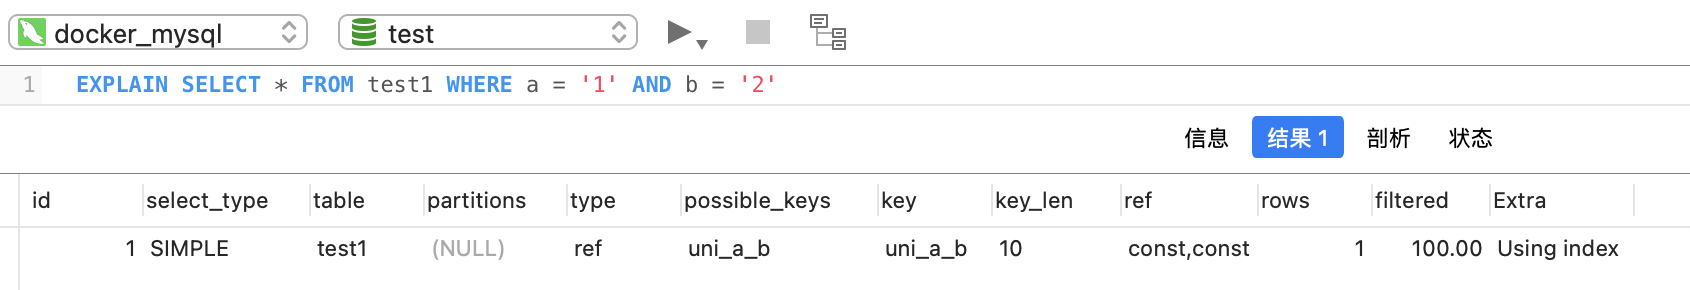 docker_mysql test
1 EXPLAIN SELECT * FROM test1 WHERE a = '1' AND b = '2'
信息 结果 1 剖析 状态
id select_type table partitions type possible_keys key key_len ref rows filtered Extra
1 SIMPLE test1 (NULL) ref uni_a_b uni_a_b 10 const,const 1 100.00 Using index